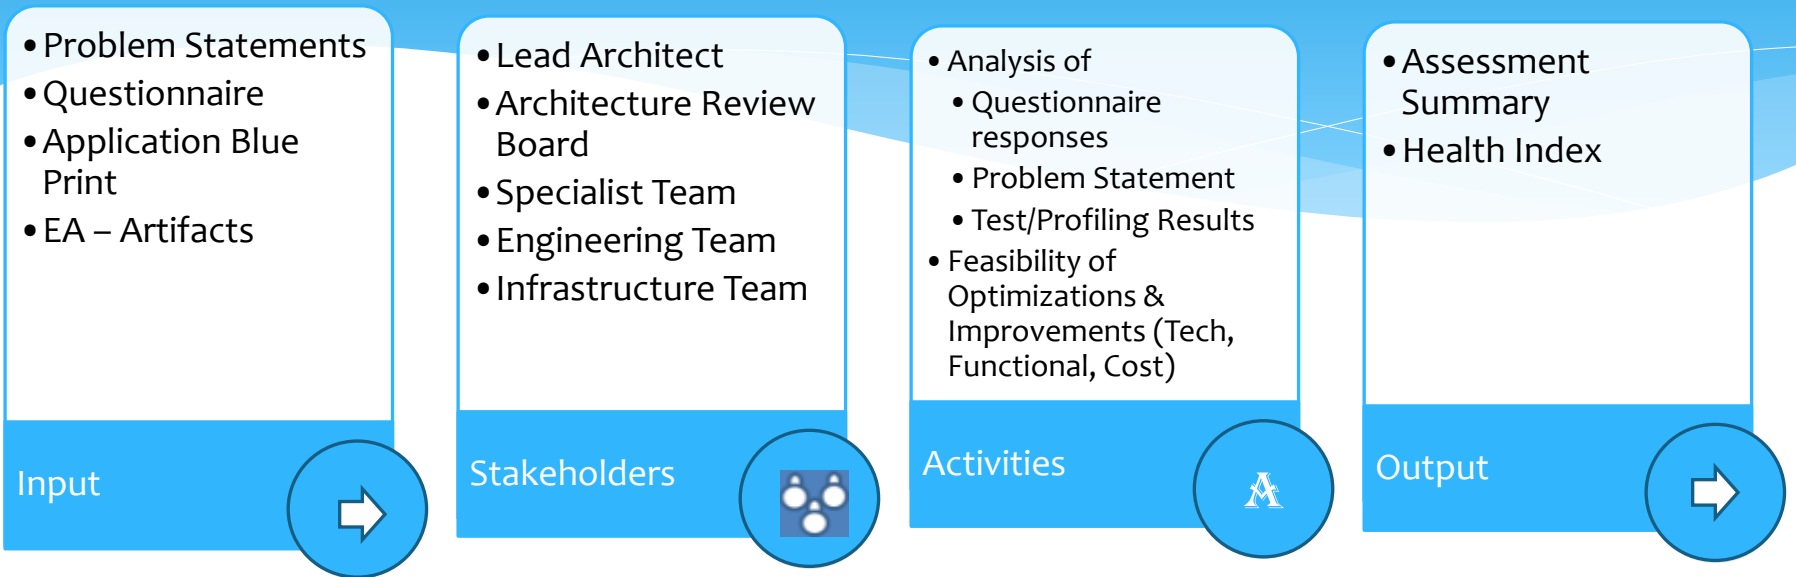 • Problem Statements
• Questionnaire
• Application Blue
Print
• EA – Artifacts
Input
• Lead Architect
• Architecture Review
Board
• Specialist Team
• Engineering Team
• Infrastructure Team
Stakeholders
• Analysis of
• Questionnaire
responses
• Problem Statement
• Test/Profiling Results
• Feasibility of
Optimizations &
Improvements (Tech,
Functional, Cost)
Activities
A
• Assessment
Summary
• Health Index
Output